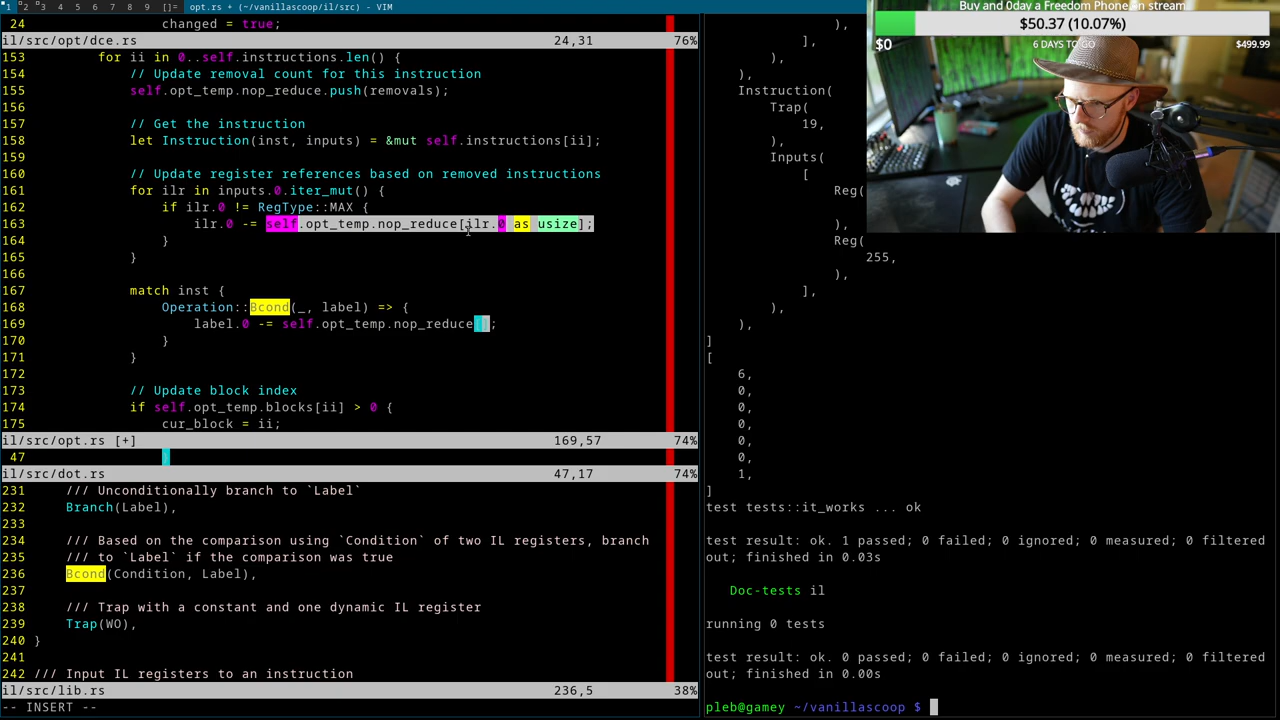 1 2 3 4 5 6 7 8 9 []= opt.rs + (~/vanillascoop/il/src) - VIM
24                 changed = true;
il/src/opt/dce.rs 24,31 76%
153         for ii in 0..self.instructions.len() {
154             // Update removal count for this instruction
155             self.opt_temp.nop_reduce.push(removals);
156
157             // Get the instruction
158             let Instruction(inst, inputs) = &mut self.instructions[ii];
159
160             // Update register references based on removed instructions
161             for ilr in inputs.0.iter_mut() {
162                 if ilr.0 != RegType::MAX {
163                     ilr.0 -= self.opt_temp.nop_reduce[ilr.0 as usize];
164                 }
165             }
166
167             match inst {
168                 Operation::Bcond(_, label) => {
169                     label.0 -= self.opt_temp.nop_reduce[];
170                 }
171             }
172
173             // Update block index
174             if self.opt_temp.blocks[ii] > 0 {
175                 cur_block = ii;
il/src/opt.rs [+] 169,57 74%
47                 }
il/src/dot.rs 47,17 74%
231     /// Unconditionally branch to `Label`
232     Branch(Label),
233
234     /// Based on the comparison using `Condition` of two IL registers, branch
235     /// to `Label` if the comparison was true
236     Bcond(Condition, Label),
237
238     /// Trap with a constant and one dynamic IL register
239     Trap(WO),
240 }
241
242 /// Input IL registers to an instruction
il/src/lib.rs 236,5 38%
-- INSERT --
),
],
),
),
Instruction(
Trap(
19,
),
Inputs(
[
Reg(
),
Reg(
255,
),
],
),
),
]
[
6,
0,
0,
0,
0,
0,
1,
]
test tests::it_works ... ok
test result: ok. 1 passed; 0 failed; 0 ignored; 0 measured; 0 filtered
out; finished in 0.03s
Doc-tests il
running 0 tests
test result: ok. 0 passed; 0 failed; 0 ignored; 0 measured; 0 filtered
out; finished in 0.00s
pleb@gamey ~/vanillascoop $
Buy and 0day a Freedom Phone on stream
$50.37 (10.07%)
$0 6 DAYS TO GO $499.99